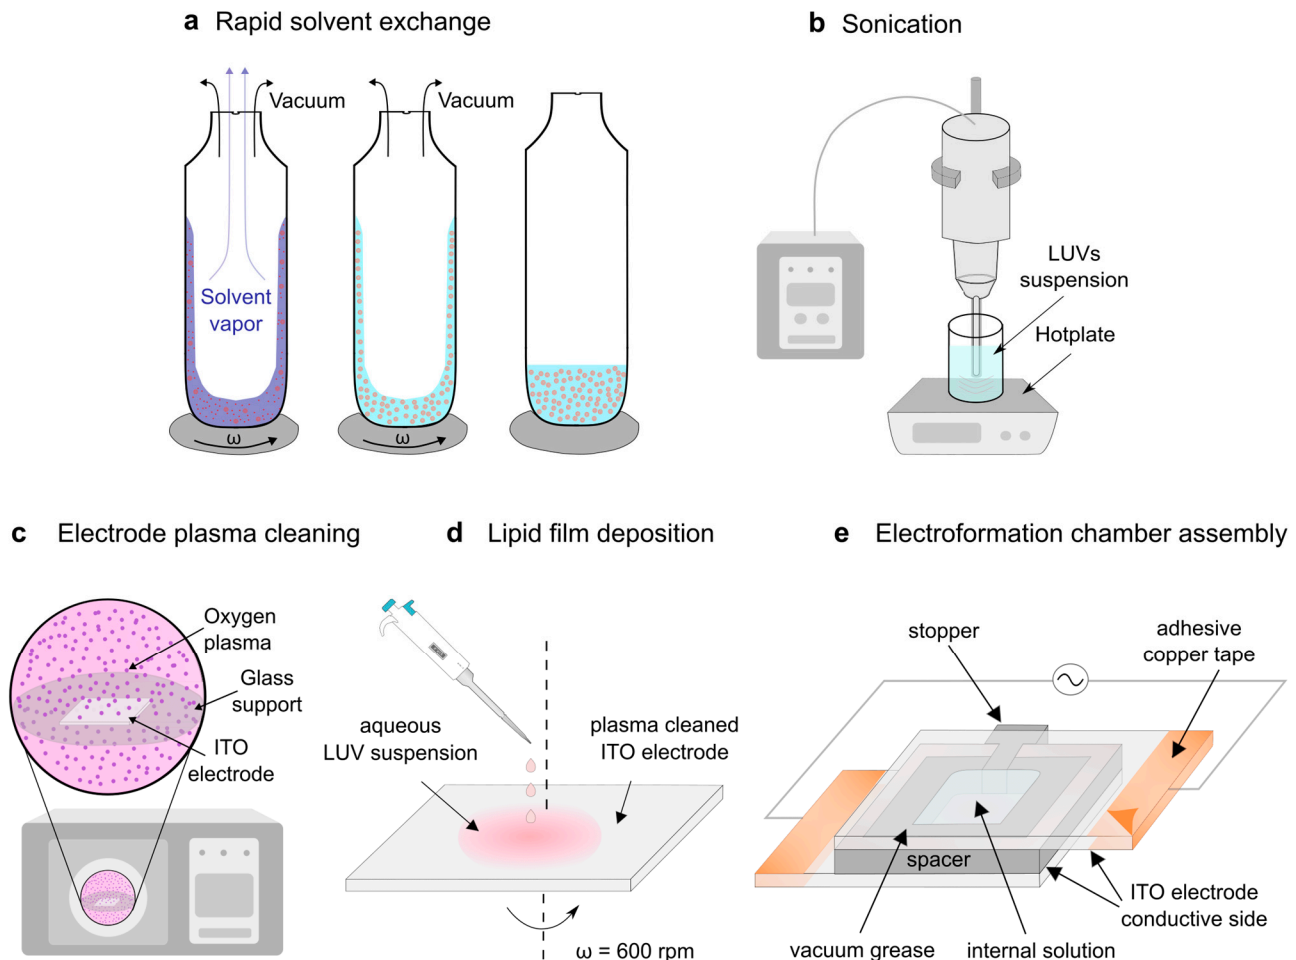 a Rapid solvent exchange
Vacuum
Vacuum
Solvent
vapor
ω
ω
b Sonication
LUVs
suspension
Hotplate
c Electrode plasma cleaning
Oxygen
plasma
Glass
support
ITO
electrode
d Lipid film deposition
aqueous
LUV suspension
plasma cleaned
ITO electrode
ω = 600 rpm
e Electroformation chamber assembly
stopper
adhesive
copper tape
spacer
ITO electrode
conductive side
vacuum grease
internal solution